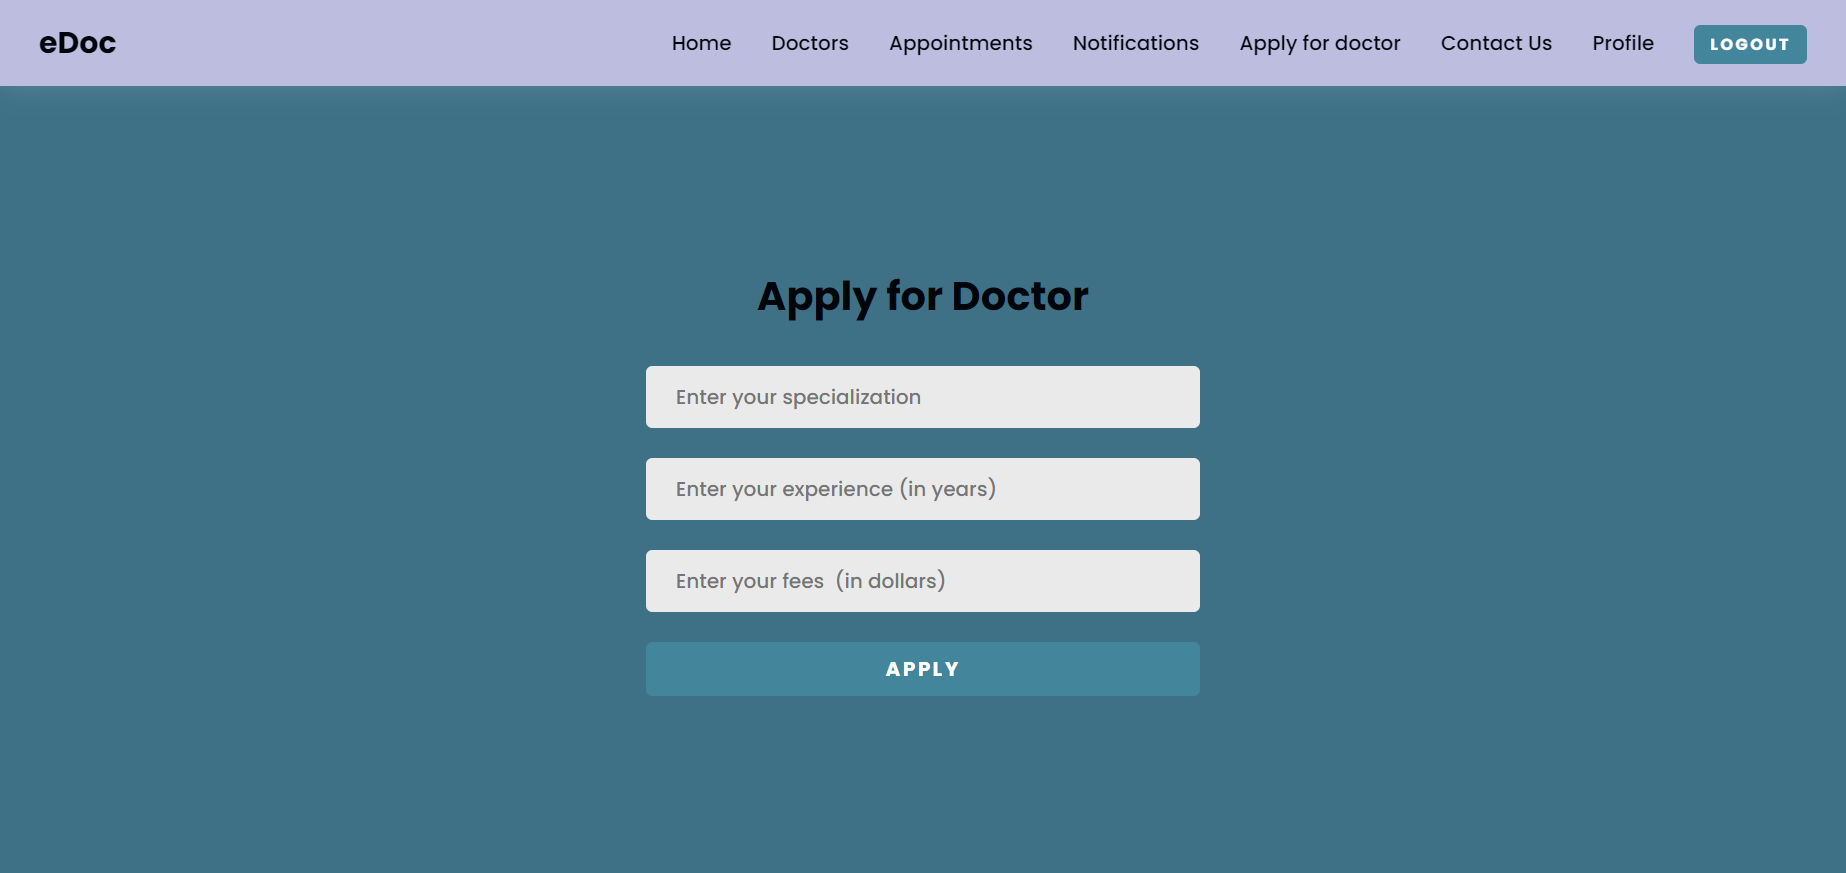 eDoc
Home Doctors Appointments Notifications Apply for doctor Contact Us Profile LOGOUT
Apply for Doctor
Enter your specialization
Enter your experience (in years)
Enter your fees  (in dollars)
APPLY